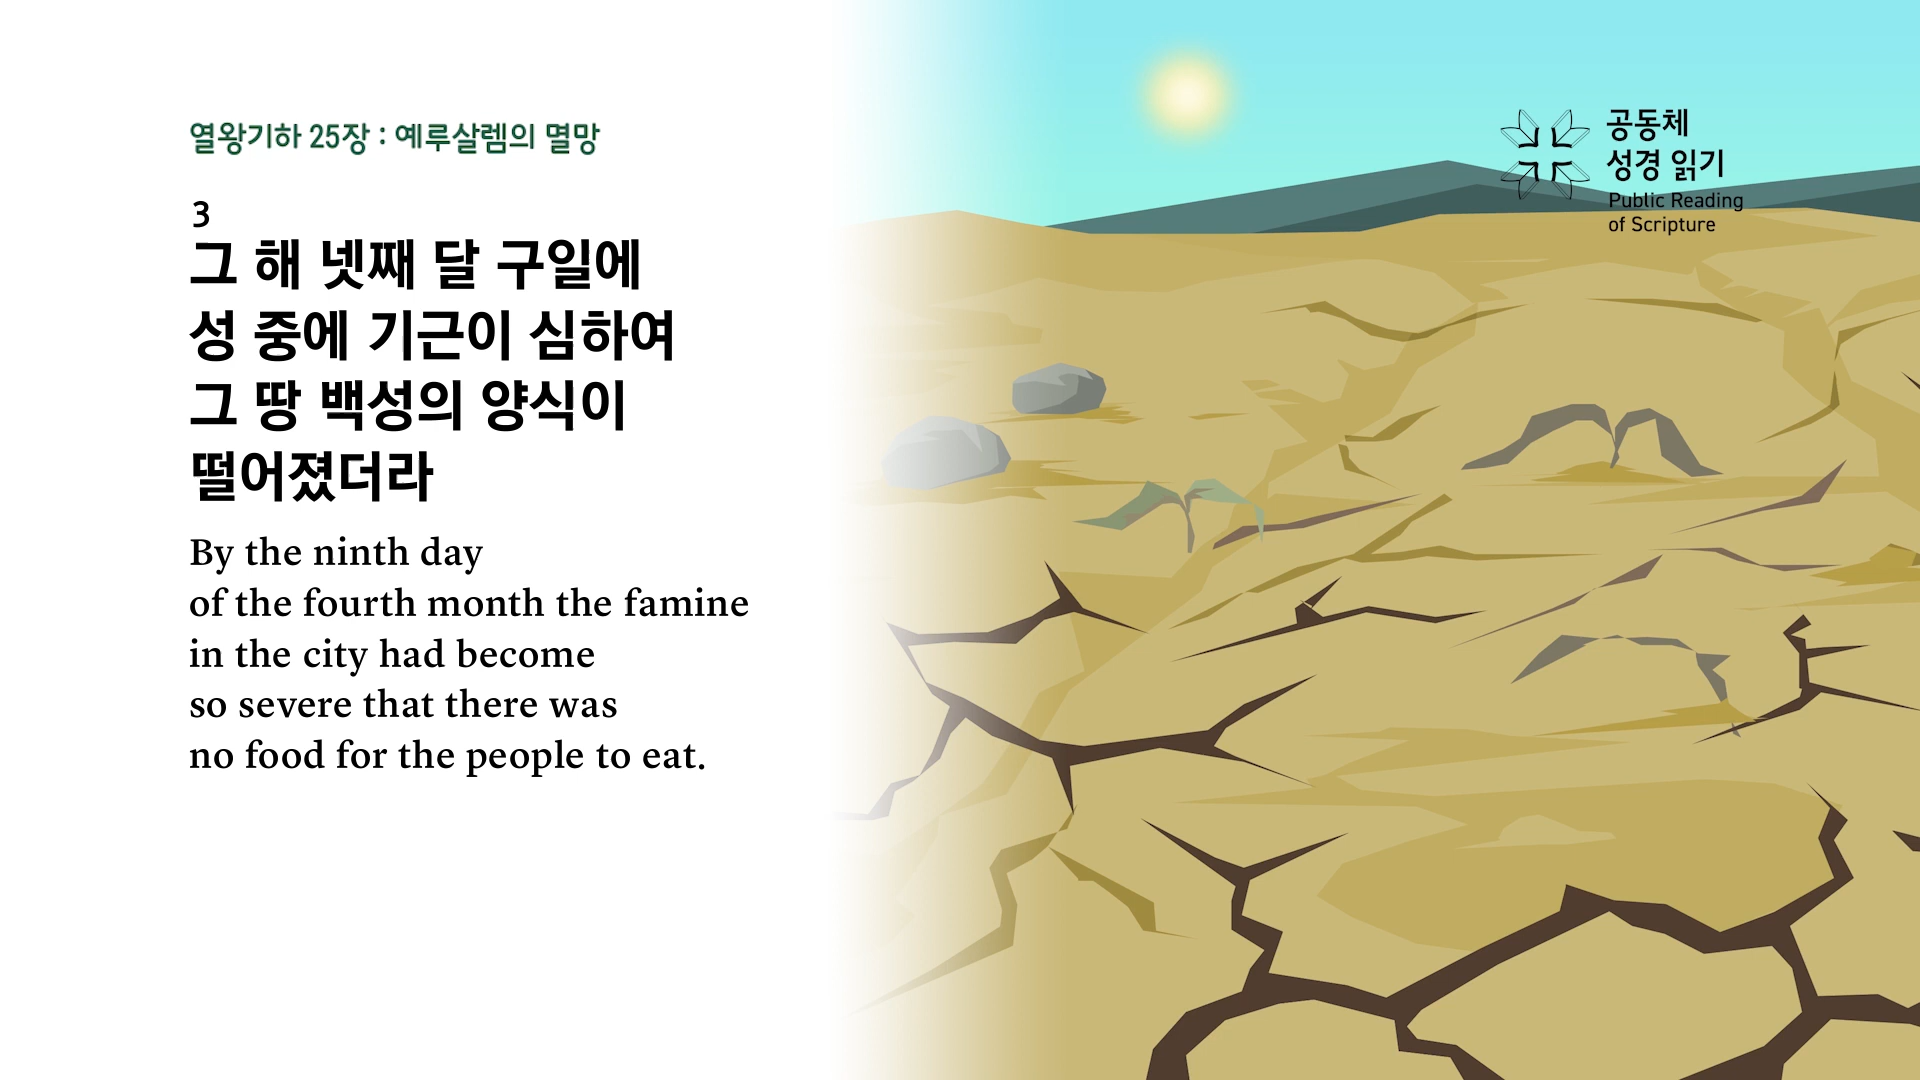 열왕기하 25장 : 예루살렘의 멸망
3
그 해 넷째 달 구일에
성 중에 기근이 심하여
그 땅 백성의 양식이
떨어졌더라
By the ninth day
of the fourth month the famine
in the city had become
so severe that there was
no food for the people to eat.
공동체
성경 읽기
Public Reading
of Scripture